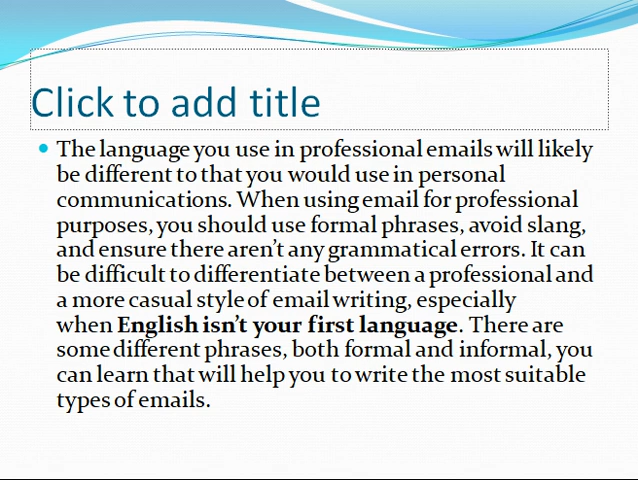 Click to add title
The language you use in professional emails will likely
be different to that you would use in personal
communications. When using email for professional
purposes, you should use formal phrases, avoid slang,
and ensure there aren’t any grammatical errors. It can
be difficult to differentiate between a professional and
a more casual style of email writing, especially
when English isn’t your first language. There are
some different phrases, both formal and informal, you
can learn that will help you to write the most suitable
types of emails.